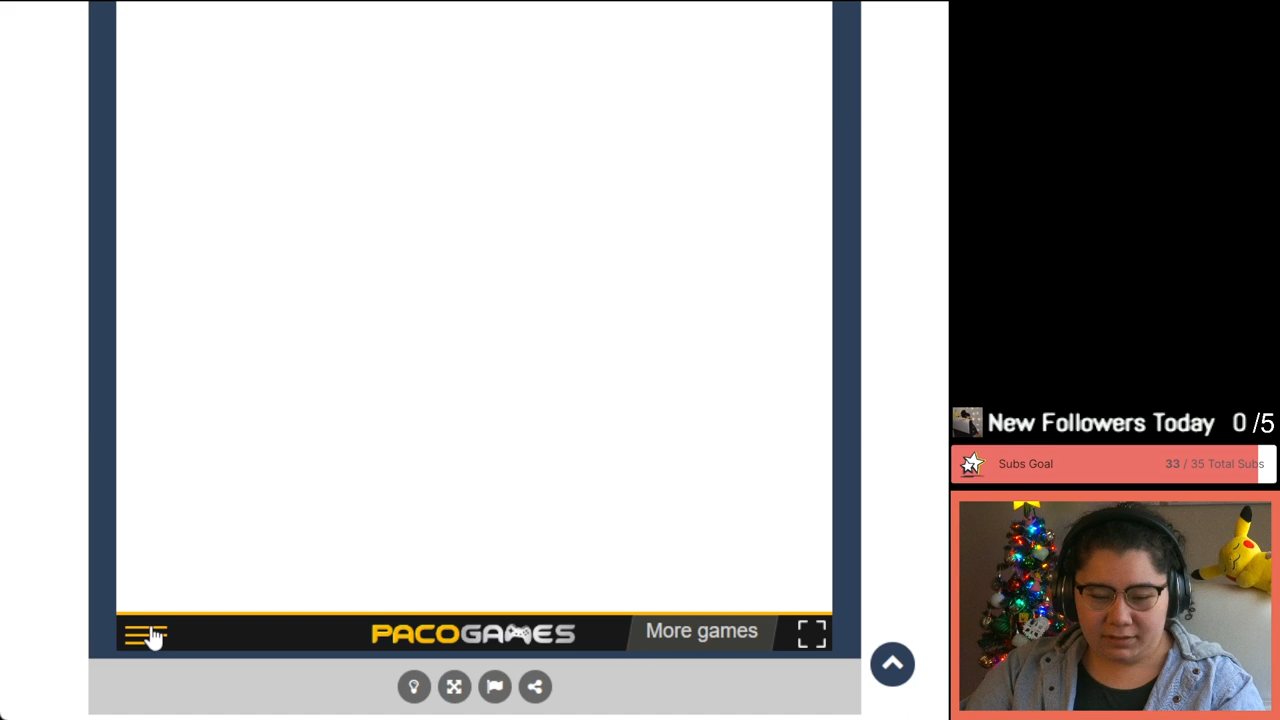 New Followers Today 0 /5
Subs Goal 33 / 35 Total Subs
PACOGAMES More games